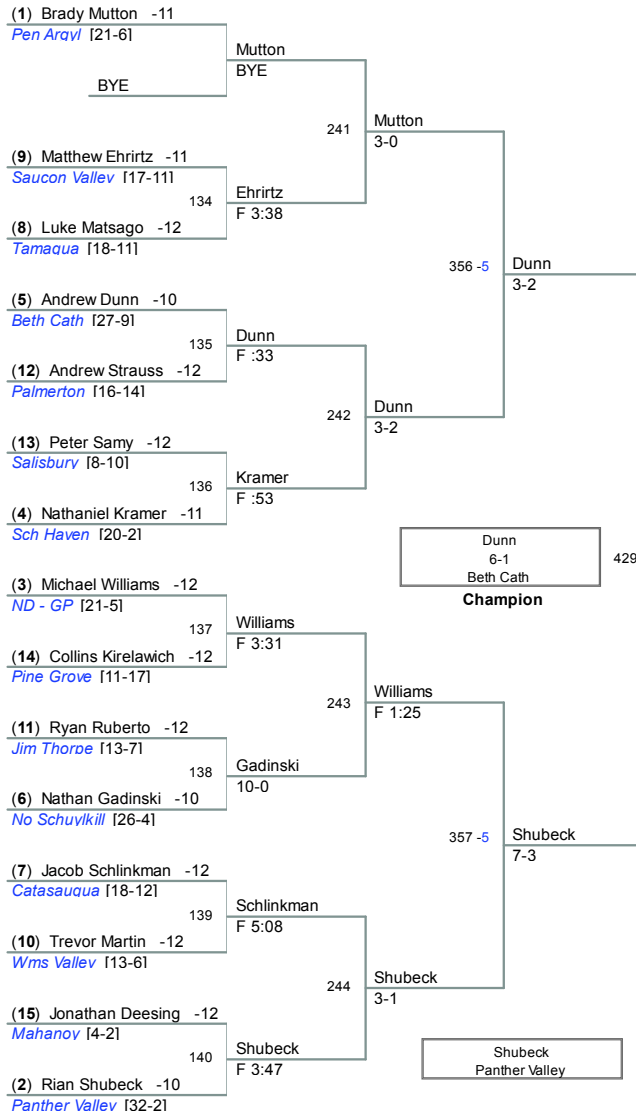 (1) Brady Mutton -11
Pen Argyl [21-6]
BYE
Mutton
BYE
241
Mutton
3-0
(9) Matthew Ehrirtz -11
Saucon Valley [17-11]
134
Ehrirtz
F 3:38
(8) Luke Matsago -12
Tamaqua [18-11]
356 -5
Dunn
3-2
(5) Andrew Dunn -10
Beth Cath [27-9]
135
Dunn
F :33
(12) Andrew Strauss -12
Palmerton [16-14]
242
Dunn
3-2
(13) Peter Samy -12
Salisbury [8-10]
136
Kramer
F :53
(4) Nathaniel Kramer -11
Sch Haven [20-2]
Dunn
6-1
Beth Cath
429
Champion
(3) Michael Williams -12
ND - GP [21-5]
137
Williams
F 3:31
(14) Collins Kirelawich -12
Pine Grove [11-17]
243
Williams
F 1:25
(11) Ryan Ruberto -12
Jim Thorpe [13-7]
138
Gadinski
10-0
(6) Nathan Gadinski -10
No Schuylkill [26-4]
357 -5
Shubeck
7-3
(7) Jacob Schlinkman -12
Catasauqua [18-12]
139
Schlinkman
F 5:08
(10) Trevor Martin -12
Wms Valley [13-6]
244
Shubeck
3-1
(15) Jonathan Deesing -12
Mahanoy [4-2]
140
Shubeck
F 3:47
(2) Rian Shubeck -10
Panther Valley [32-2]
Shubeck
Panther Valley